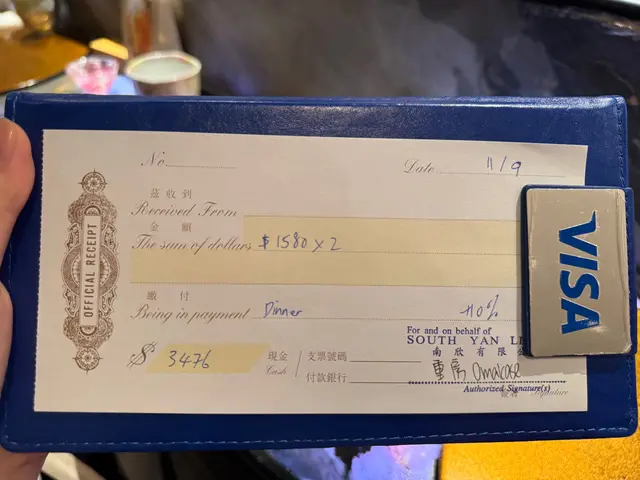 No.
Date 11/9
茲收到
Received From
金額
The sum of dollars $1580 x 2
繳付
Being in payment Dinner +10%
For and on behalf of
SOUTH YAN LI
南欣有限
$ 3476 現金 支票號碼
Cash 付款銀行
Omakase
Authorized Signature(s)
Signature
OFFICIAL RECEIPT
VISA